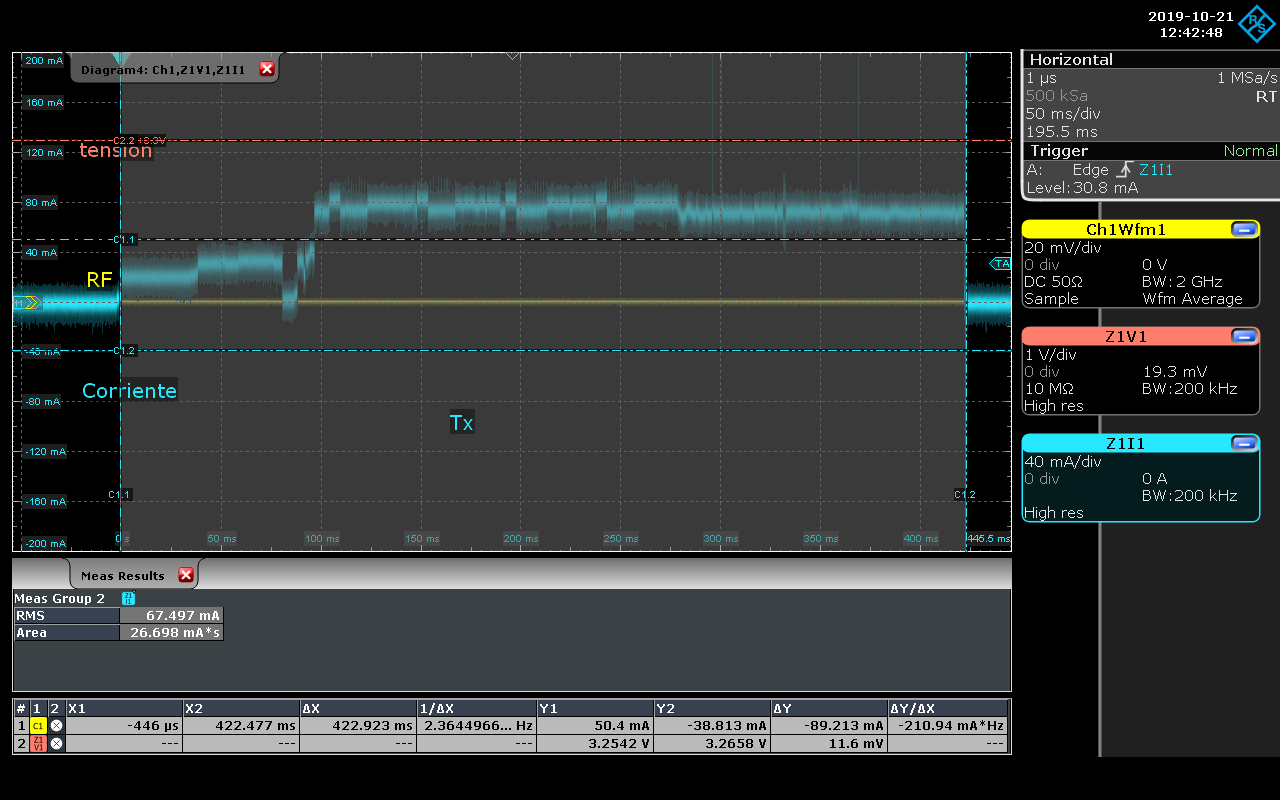 2019-10-21
12:42:48
Diagram4: Ch1,Z1V1,Z1I1
200 mA
160 mA
120 mA
80 mA
40 mA
-40 mA
-80 mA
-120 mA
-160 mA
-200 mA
tension
C1.1
RF
TA
C1.2
Corriente
Tx
C1.1
C1.2
0 s
50 ms
100 ms
150 ms
200 ms
250 ms
300 ms
350 ms
400 ms
445.5 ms
Horizontal
1 µs 1 MSa/s
500 kSa RT
50 ms/div
195.5 ms
Trigger Normal
A: Edge Z1I1
Level: 30.8 mA
Ch1Wfm1
20 mV/div
0 div 0 V
DC 50Ω BW: 2 GHz
Sample Wfm Average
Z1V1
1 V/div
0 div 19.3 mV
10 MΩ BW:200 kHz
High res
Z1I1
40 mA/div
0 div 0 A
BW:200 kHz
High res
Meas Results
Meas Group 2 Z1 I1
RMS 67.497 mA
Area 26.698 mA*s
# 1 2 X1 X2 ΔX 1/ΔX Y1 Y2 ΔY ΔY/ΔX
1 C1 -446 µs 422.477 ms 422.923 ms 2.3644966... Hz 50.4 mA -38.813 mA -89.213 mA -210.94 mA*Hz
2 Z1 V1 --- --- --- --- 3.2542 V 3.2658 V 11.6 mV ---